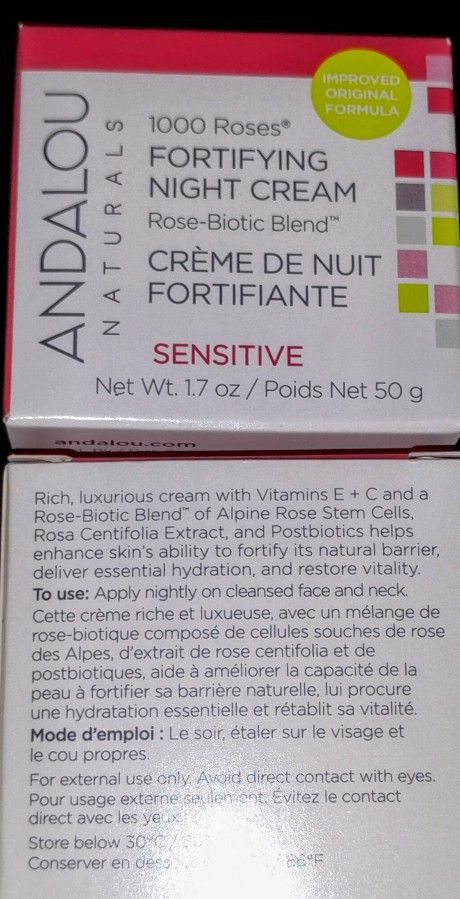 IMPROVED
ORIGINAL
FORMULA
ANDALOU
NATURALS
1000 Roses®
FORTIFYING
NIGHT CREAM
Rose-Biotic Blend™
CRÈME DE NUIT
FORTIFIANTE
SENSITIVE
Net Wt. 1.7 oz / Poids Net 50 g
andalou.com
Rich, luxurious cream with Vitamins E + C and a
Rose-Biotic Blend™ of Alpine Rose Stem Cells,
Rosa Centifolia Extract, and Postbiotics helps
enhance skin's ability to fortify its natural barrier,
deliver essential hydration, and restore vitality.
To use: Apply nightly on cleansed face and neck.
Cette crème riche et luxueuse, avec un mélange de
rose-biotique composé de cellules souches de rose
des Alpes, d'extrait de rose centifolia et de
postbiotiques, aide à améliorer la capacité de la
peau à fortifier sa barrière naturelle, lui procure
une hydratation essentielle et rétablit sa vitalité.
Mode d'emploi : Le soir, étaler sur le visage et
le cou propres.
For external use only. Avoid direct contact with eyes.
Pour usage externe seulement. Évitez le contact
direct avec les yeux.
Store below 30°C /
Conserver en / 86°F